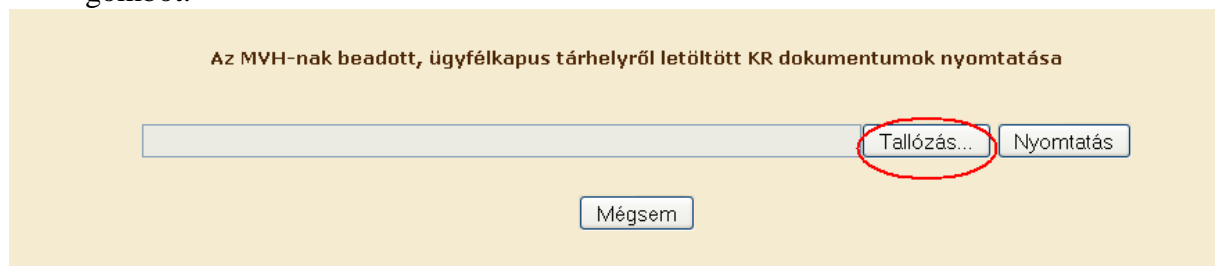 Az MVH-nak beadott, ügyfélkapus tárhelyről letöltött KR dokumentumok nyomtatása
Tallózás... Nyomtatás
Mégsem